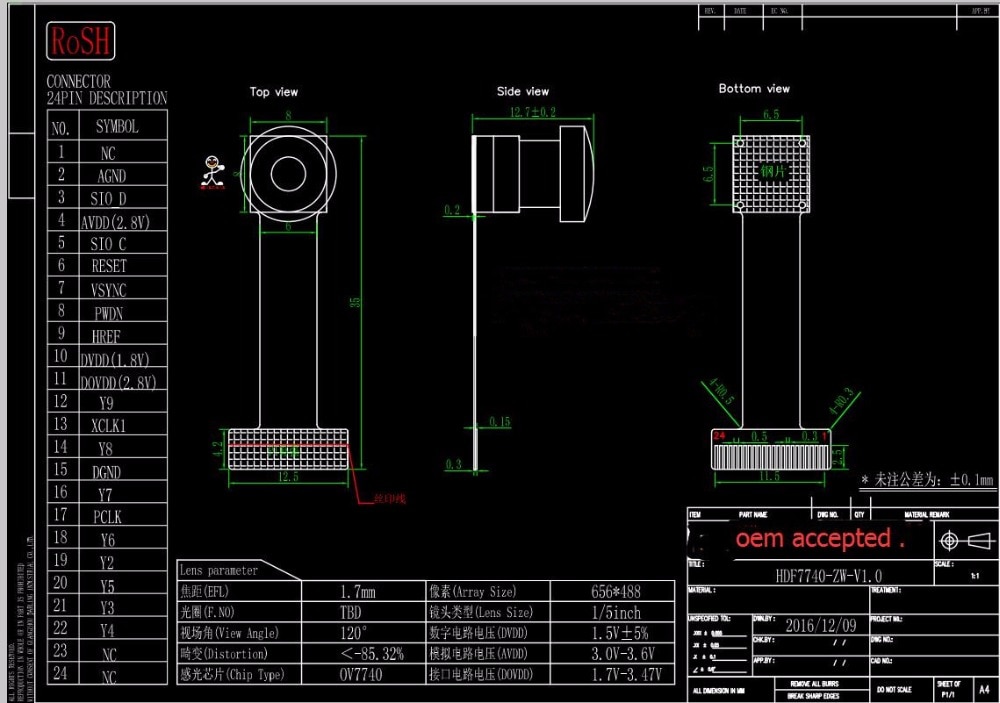 REV. DATE EC NO. APP.BY
RoSH
CONNECTOR
24PIN DESCRIPTION
NO. SYMBOL
1 NC
2 AGND
3 SIO D
4 AVDD(2.8V)
5 SIO C
6 RESET
7 VSYNC
8 PWDN
9 HREF
10 DVDD(1.8V)
11 DOVDD(2.8V)
12 Y9
13 XCLK1
14 Y8
15 DGND
16 Y7
17 PCLK
18 Y6
19 Y2
20 Y5
21 Y3
22 Y4
23 NC
24 NC
Top view
8
8
6
35
4.2
12.5
丝印线
Side view
12.7±0.2
0.2
0.15
0.3
Bottom view
6.5
6.5
钢片
4-R0.5
4-R0.3
24 0.5 0.3 1
2.5
11.5
* 未注公差为: ±0.1mm
Lens parameter
焦距(EFL) 1.7mm 像素(Array Size) 656*488
光圈(F.NO) TBD 镜头类型(Lens Size) 1/5inch
视场角(View Angle) 120° 数字电路电压(DVDD) 1.5V±5%
畸变(Distortion) <-85.32% 模拟电路电压(AVDD) 3.0V-3.6V
感光芯片(Chip Type) OV7740 接口电路电压(DOVDD) 1.7V-3.47V
ITEM PART NAME DWG NO. QTY MATERIAL REMARK
oem accepted .
TITLE: HDF7740-ZW-V1.0
SCALE: 1:1
MATERIAL: TREATMENT:
UNSPECIFIED TOL: DWN.BY: 2016/12/09 PROJECT NO.:
CHK.BY: / / DWG NO.:
APP.BY: / / CAD NO.:
ALL DIMENSION IN MM
REMOVE ALL BURRS
BREAK SHARP EDGES
DO NOT SCALE
SHEET OF
P1/1
A4
ALL RIGHTS RESERVED.